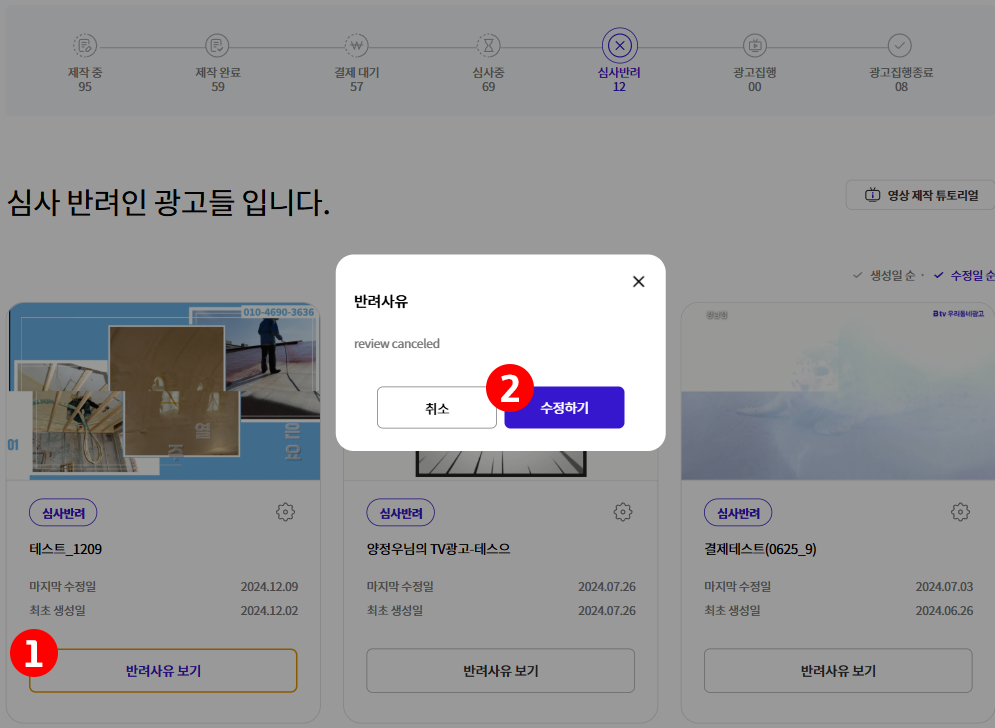 제작 중
95
제작 완료
59
결제 대기
57
심사중
69
심사반려
12
광고집행
00
광고집행종료
08
심사 반려인 광고들 입니다.
영상 제작 튜토리얼
생성일 순
수정일 순
반려사유
review canceled
취소
2
수정하기
010-4690-3636
01
열
은
요
B tv 우리동네광고
심사반려
테스트_1209
마지막 수정일 2024.12.09
최초 생성일 2024.12.02
1
반려사유 보기
심사반려
양정우님의 TV광고-테스으
마지막 수정일 2024.07.26
최초 생성일 2024.07.26
반려사유 보기
심사반려
결제테스트(0625_9)
마지막 수정일 2024.07.03
최초 생성일 2024.06.26
반려사유 보기